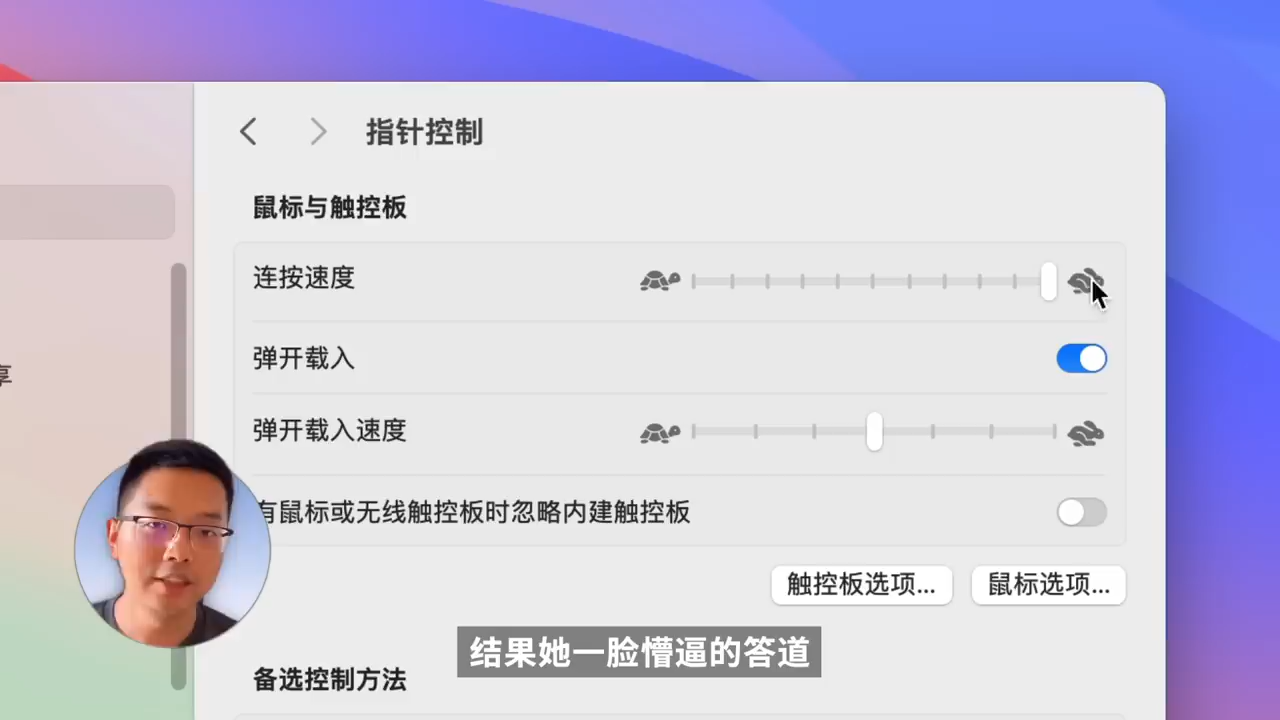 指针控制
鼠标与触控板
连按速度
弹开载入
享
弹开载入速度
有鼠标或无线触控板时忽略内建触控板
触控板选项...
鼠标选项...
结果她一脸懵逼的答道
备选控制方法